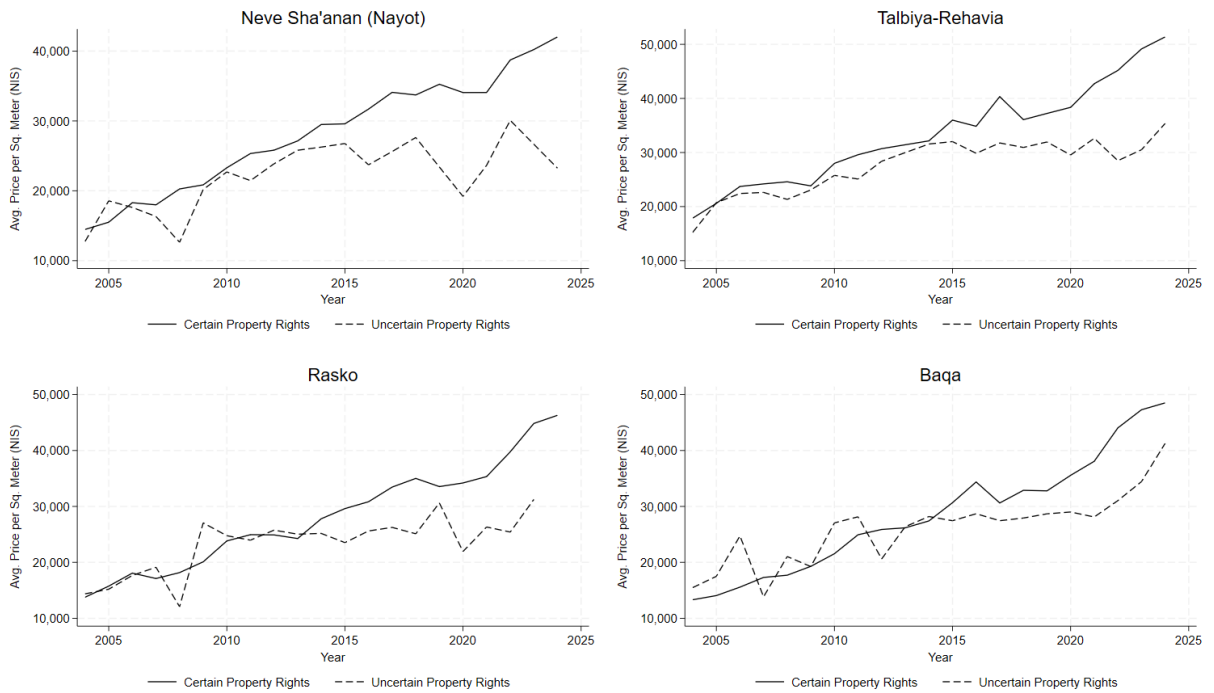 Neve Sha'anan (Nayot)
Avg. Price per Sq. Meter (NIS)
40,000
30,000
20,000
10,000
2005 2010 2015 2020 2025
Year
Certain Property Rights Uncertain Property Rights
Talbiya-Rehavia
Avg. Price per Sq. Meter (NIS)
50,000
40,000
30,000
20,000
10,000
2005 2010 2015 2020 2025
Year
Certain Property Rights Uncertain Property Rights
Rasko
Avg. Price per Sq. Meter (NIS)
50,000
40,000
30,000
20,000
10,000
2005 2010 2015 2020 2025
Year
Certain Property Rights Uncertain Property Rights
Baqa
Avg. Price per Sq. Meter (NIS)
50,000
40,000
30,000
20,000
10,000
2005 2010 2015 2020 2025
Year
Certain Property Rights Uncertain Property Rights